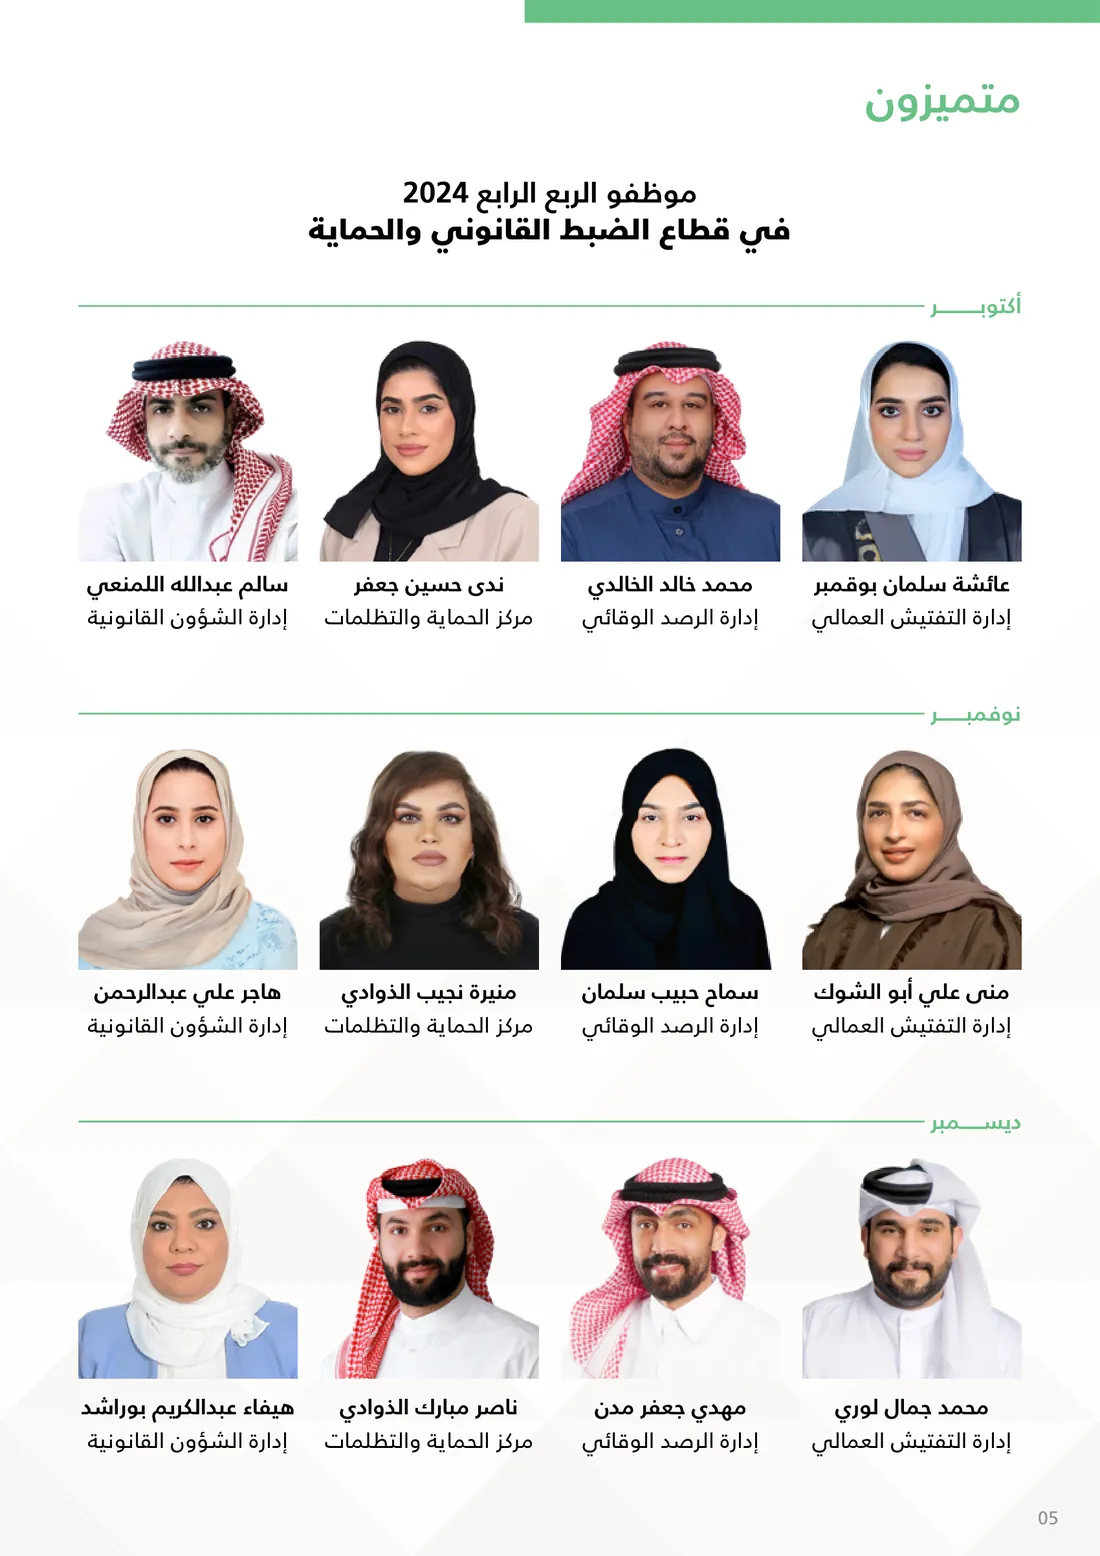 متميزون
موظفو الربع الرابع 2024
في قطاع الضبط القانوني والحماية
أكتوبـــــر
عائشة سلمان بوقمبر
إدارة التفتيش العمالي
محمد خالد الخالدي
إدارة الرصد الوقائي
ندى حسين جعفر
مركز الحماية والتظلمات
سالم عبدالله اللمنعي
إدارة الشؤون القانونية
نوفمبـــــر
منى علي أبو الشوك
إدارة التفتيش العمالي
سماح حبيب سلمان
إدارة الرصد الوقائي
منيرة نجيب الذوادي
مركز الحماية والتظلمات
هاجر علي عبدالرحمن
إدارة الشؤون القانونية
ديســـــمبر
محمد جمال لوري
إدارة التفتيش العمالي
مهدي جعفر مدن
إدارة الرصد الوقائي
ناصر مبارك الذوادي
مركز الحماية والتظلمات
هيفاء عبدالكريم بوراشد
إدارة الشؤون القانونية
05